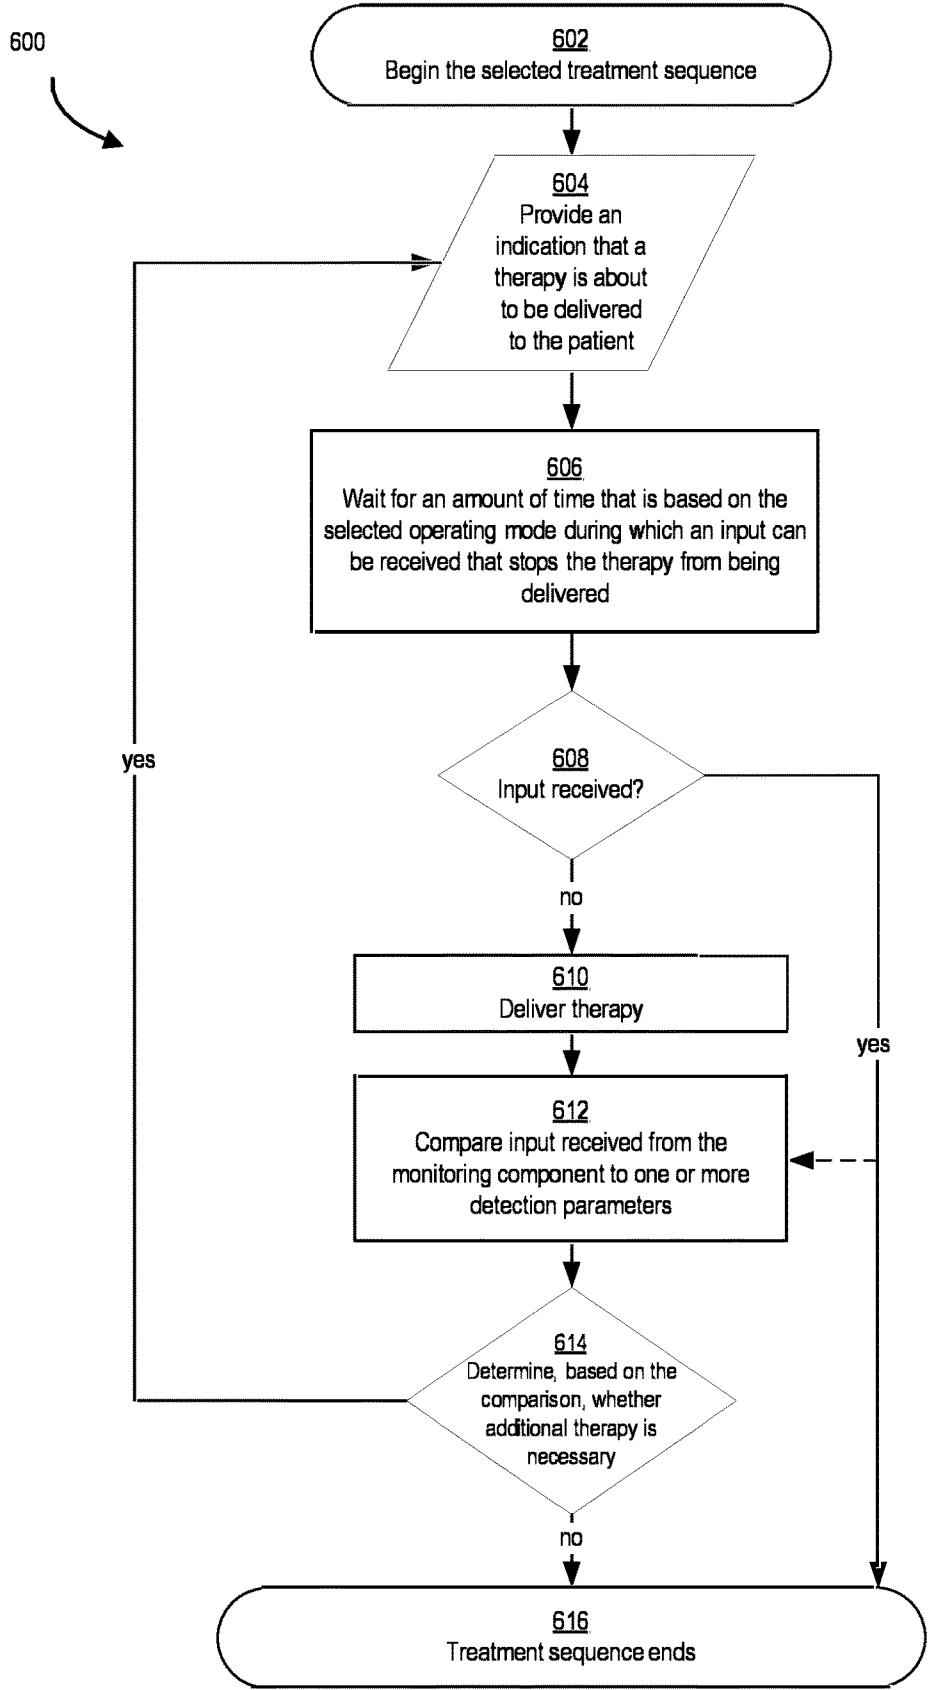 600
602
Begin the selected treatment sequence
604
Provide an
indication that a
therapy is about
to be delivered
to the patient
606
Wait for an amount of time that is based on the
selected operating mode during which an input can
be received that stops the therapy from being
delivered
yes
608
Input received?
no
610
Deliver therapy
yes
612
Compare input received from the
monitoring component to one or more
detection parameters
614
Determine, based on the
comparison, whether
additional therapy is
necessary
no
616
Treatment sequence ends